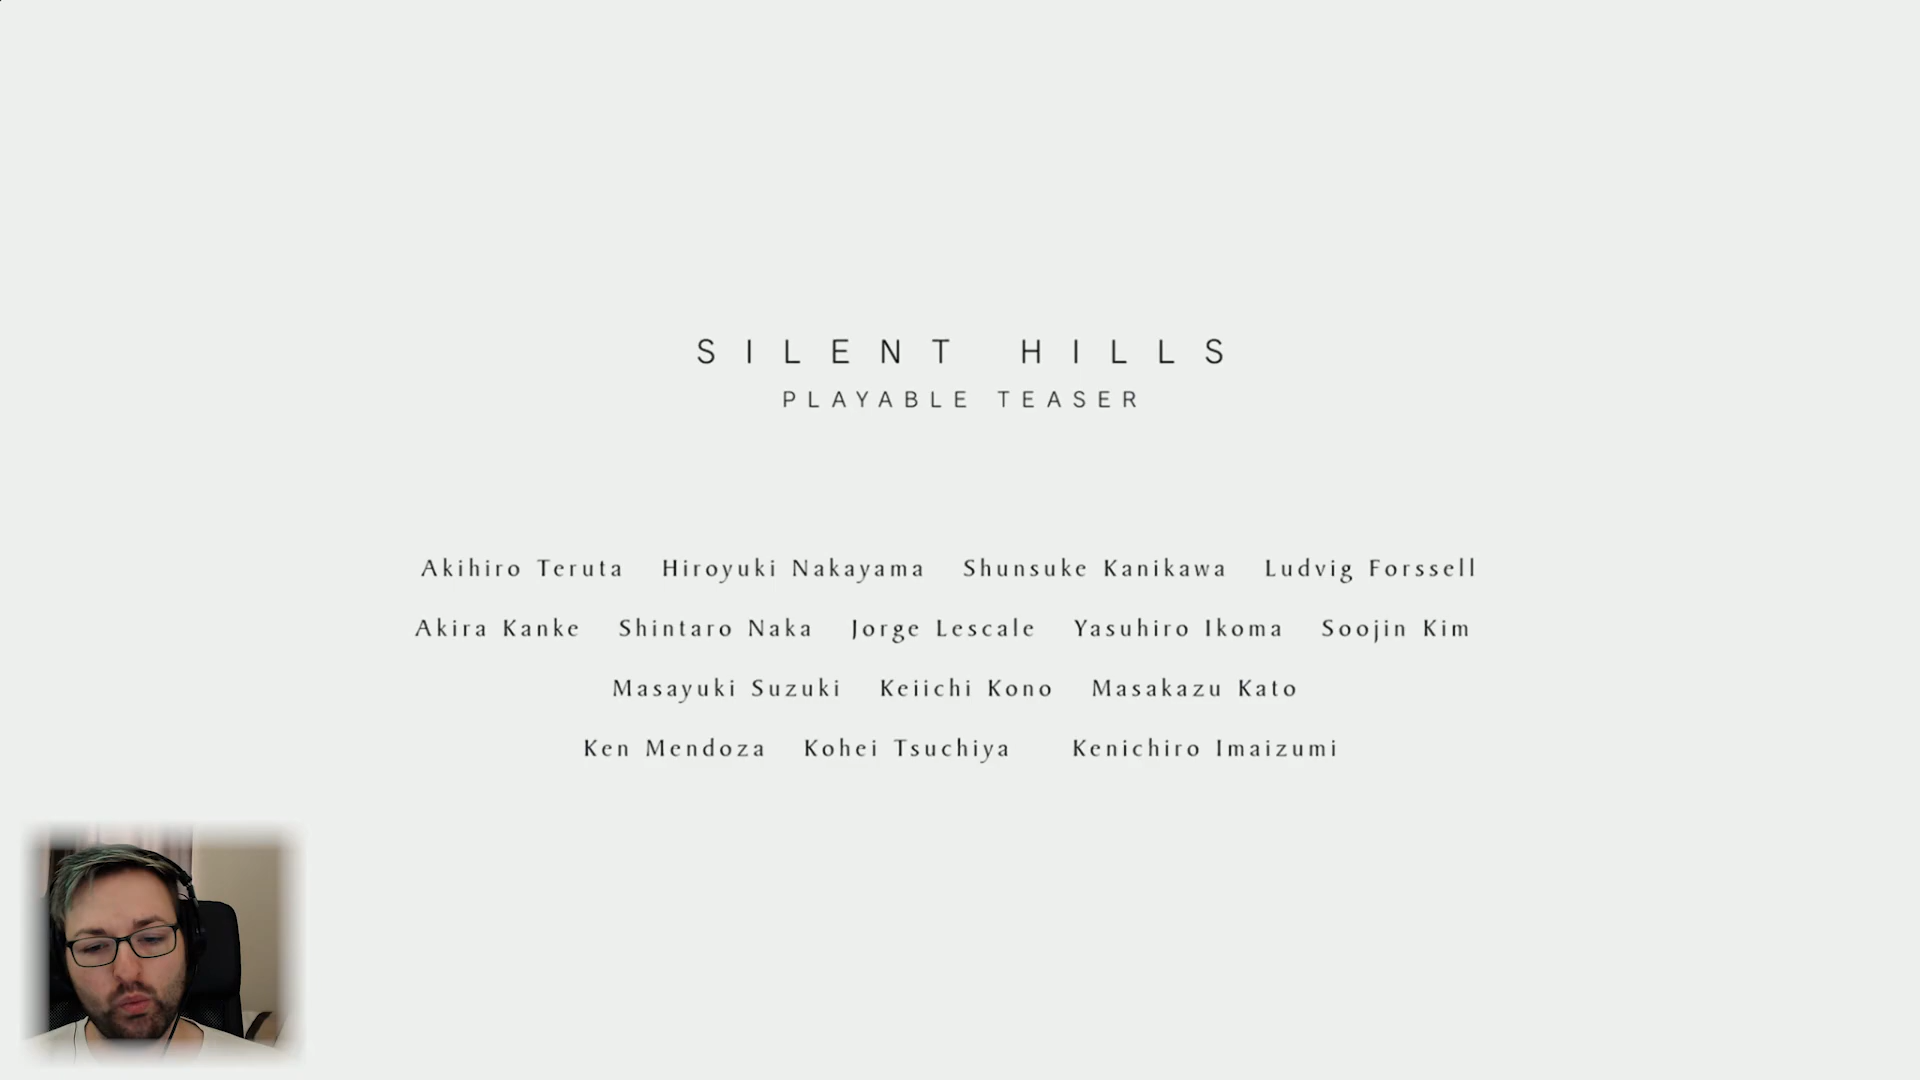 SILENT HILLS
PLAYABLE TEASER
Akihiro Teruta Hiroyuki Nakayama Shunsuke Kanikawa Ludvig Forssell
Akira Kanke Shintaro Naka Jorge Lescale Yasuhiro Ikoma Soojin Kim
Masayuki Suzuki Keiichi Kono Masakazu Kato
Ken Mendoza Kohei Tsuchiya Kenichiro Imaizumi